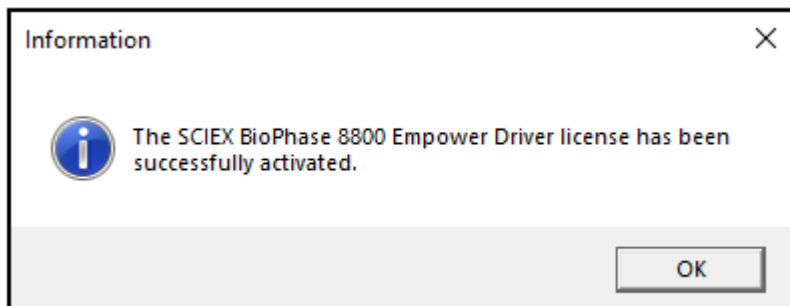 Information
The SCIEX BioPhase 8800 Empower Driver license has been
successfully activated.
OK